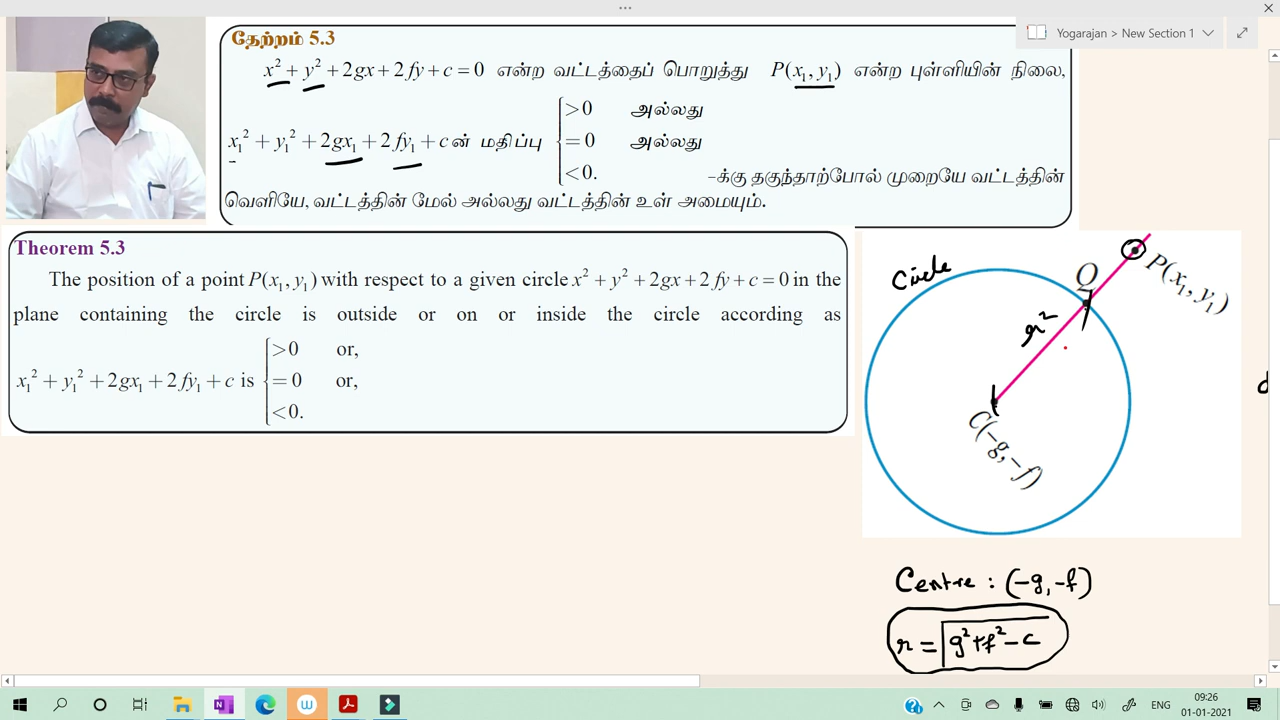 Yogarajan > New Section 1
தேற்றம் 5.3
x² + y² + 2gx + 2fy + c = 0 என்ற வட்டத்தைப் பொறுத்து P(x₁, y₁) என்ற புள்ளியின் நிலை,
>0 அல்லது
x₁² + y₁² + 2gx₁ + 2fy₁ + c ன் மதிப்பு =0 அல்லது
<0. -க்கு தகுந்தாற்போல் முறையே வட்டத்தின்
வெளியே, வட்டத்தின் மேல் அல்லது வட்டத்தின் உள் அமையும்.
Theorem 5.3
The position of a point P(x₁, y₁) with respect to a given circle x² + y² + 2gx + 2fy + c = 0 in the
plane containing the circle is outside or on or inside the circle according as
>0 or,
x₁² + y₁² + 2gx₁ + 2fy₁ + c is =0 or,
<0.
Circle
Q
P(x₁, y₁)
r²
C(-g, -f)
Centre : (-g, -f)
r = √g² + f² - c
ENG
09:26
01-01-2021